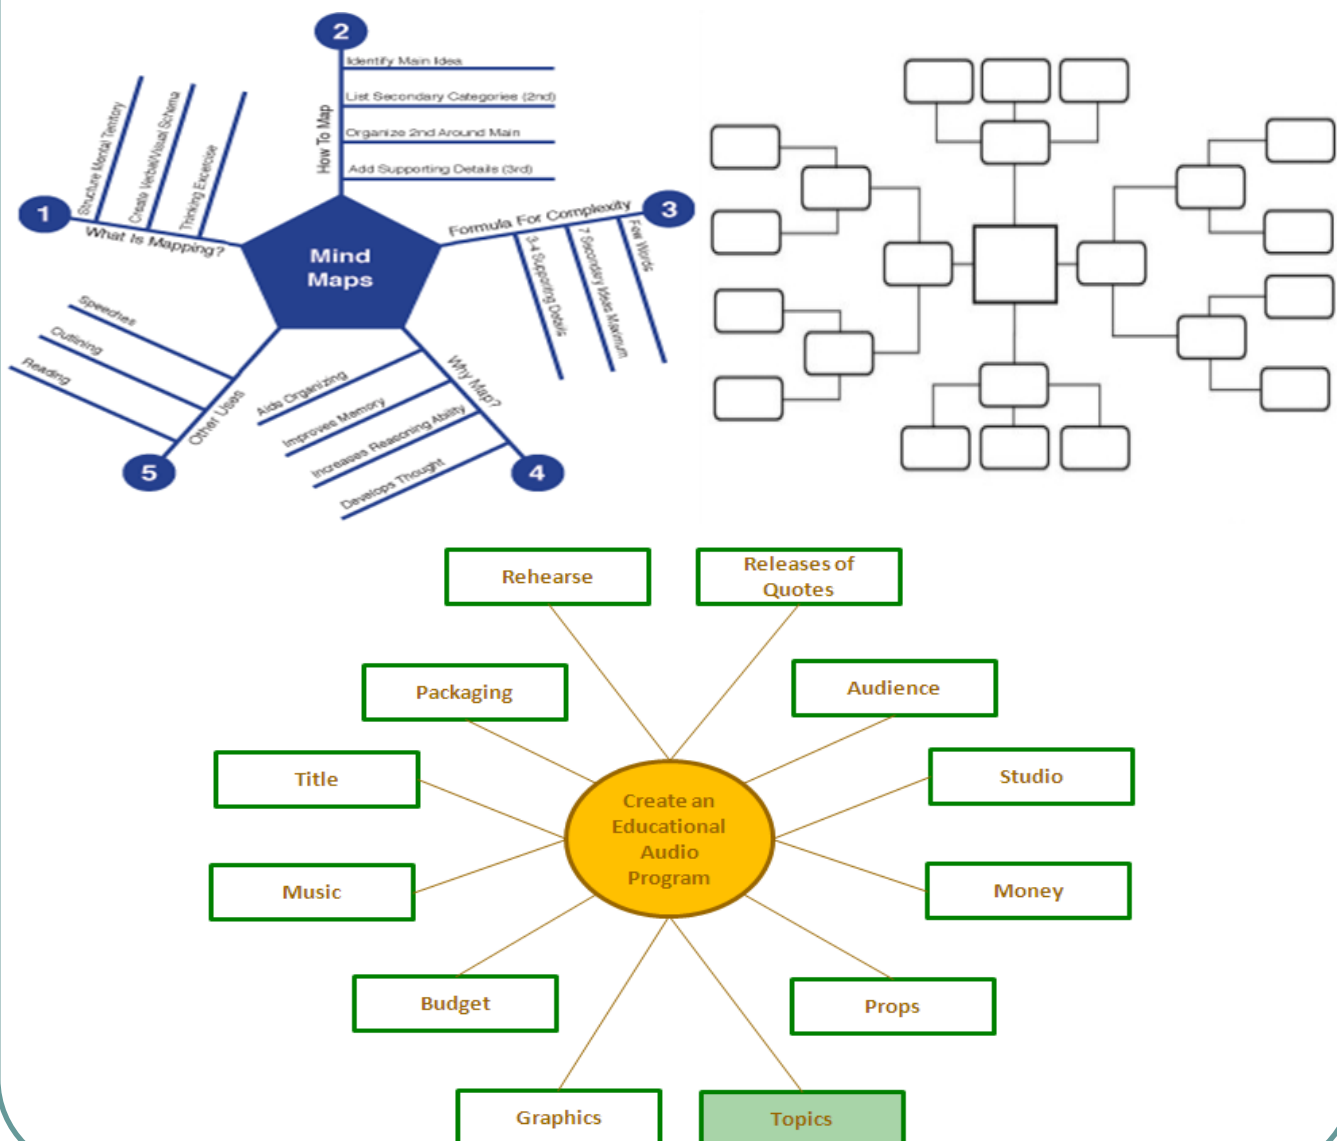 2
Identify Main Idea
List Secondary Categories (2nd)
Organize 2nd Around Main
Add Supporting Details (3rd)
How To Map
1
What Is Mapping?
Structure Mental Territory
Create Verbal/Visual Schema
Thinking Excercise
3
Formula For Complexity
3-4 Supporting Details
7 Secondary Ideas Maximum
Few Words
Mind
Maps
4
Why Map?
Aids Organizing
Improves Memory
Increases Reasoning Ability
Develops Thought
5
Other Uses
Speeches
Outlining
Reading
Rehearse
Releases of
Quotes
Packaging
Audience
Title
Studio
Create an
Educational
Audio
Program
Music
Money
Budget
Props
Graphics
Topics